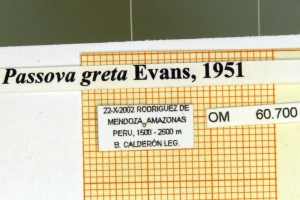 Passova greta Evans, 1951
22-X-2002 RODRIGUEZ DE
MENDOZA, AMAZONAS
PERU, 1500 - 2500 m
B. CALDERÓN LEG.
OM 60.700